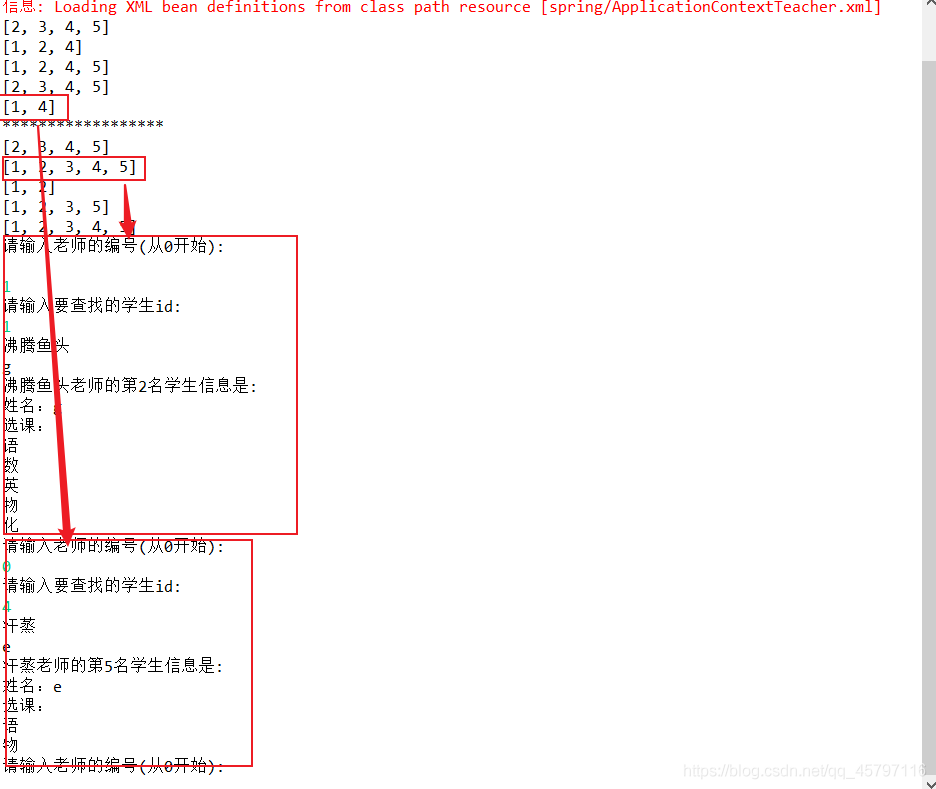 信息: Loading XML bean definitions from class path resource [spring/ApplicationContextTeacher.xml]
[2, 3, 4, 5]
[1, 2, 4]
[1, 2, 4, 5]
[2, 3, 4, 5]
[1, 4]
******************
[2, 3, 4, 5]
[1, 2, 3, 4, 5]
[1, 2]
[1, 2, 3, 5]
[1, 2, 3, 4, 5]
请输入老师的编号(从0开始):
1
请输入要查找的学生id:
1
沸腾鱼头
g
沸腾鱼头老师的第2名学生信息是:
姓名：g
选课：
语
数
英
物
化
请输入老师的编号(从0开始):
0
请输入要查找的学生id:
4
蒸
e
蒸老师的第5名学生信息是:
姓名：e
选课：
语
物
请输入老师的编号(从0开始):
https://blog.csdn.net/qq_45797116